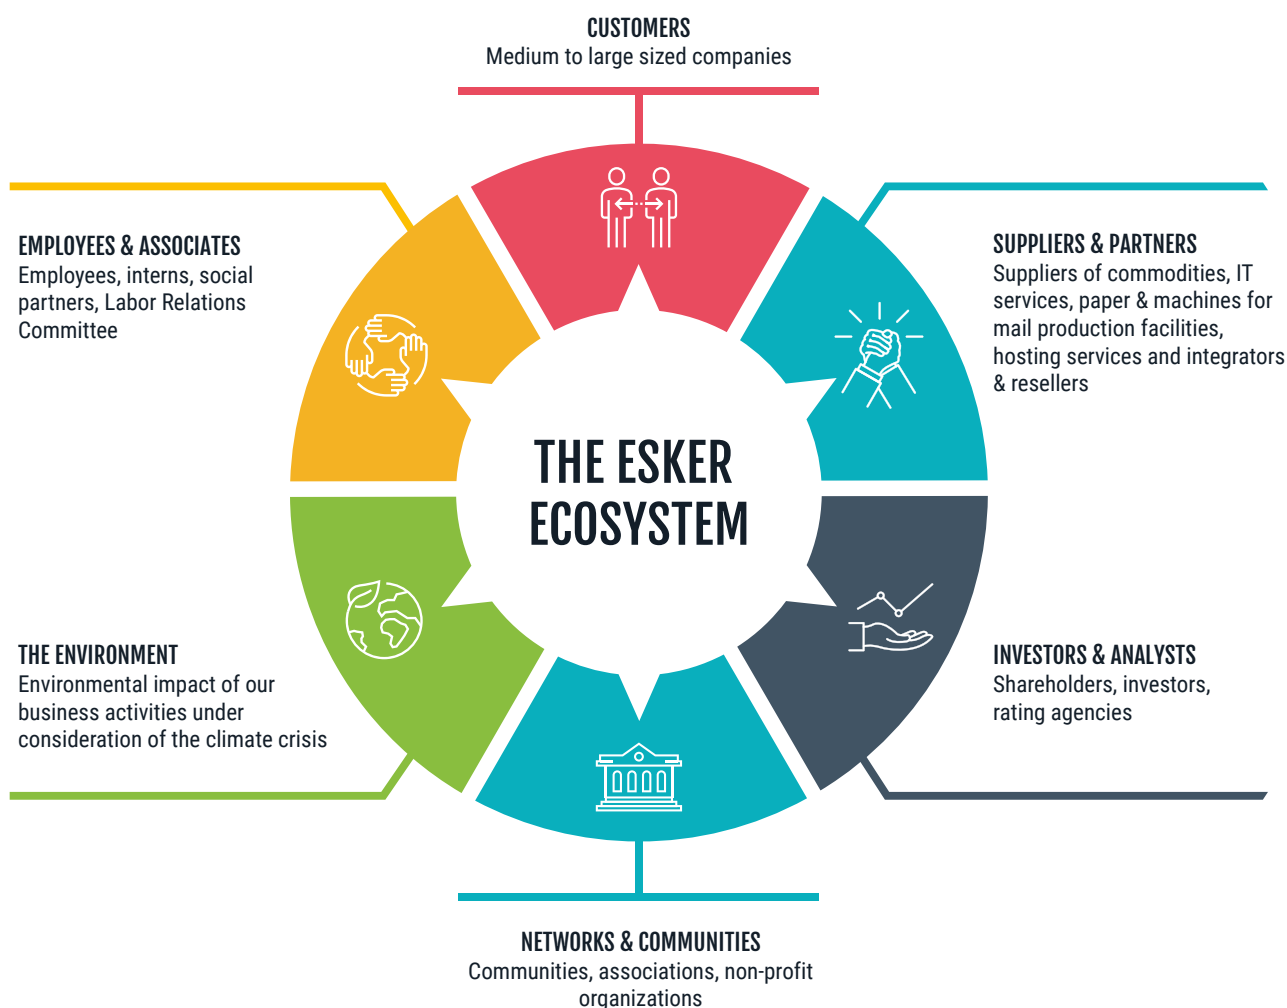 CUSTOMERS
Medium to large sized companies
EMPLOYEES & ASSOCIATES
Employees, interns, social
partners, Labor Relations
Committee
SUPPLIERS & PARTNERS
Suppliers of commodities, IT
services, paper & machines for
mail production facilities,
hosting services and integrators
& resellers
THE ESKER
ECOSYSTEM
THE ENVIRONMENT
Environmental impact of our
business activities under
consideration of the climate crisis
INVESTORS & ANALYSTS
Shareholders, investors,
rating agencies
NETWORKS & COMMUNITIES
Communities, associations, non-profit
organizations